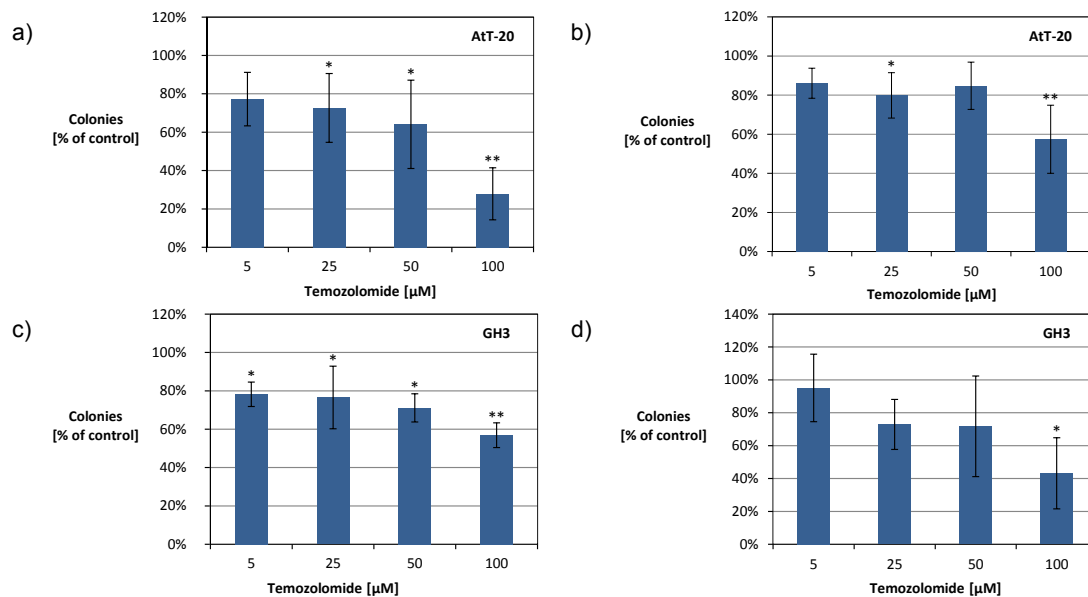 a)
120%
100%
80%
60%
40%
20%
0%
Colonies
[% of control]
AtT-20
*
*
**
5 25 50 100
Temozolomide [µM]
b)
120%
100%
80%
60%
40%
20%
0%
Colonies
[% of control]
AtT-20
*
**
5 25 50 100
Temozolomide [µM]
c)
120%
100%
80%
60%
40%
20%
0%
Colonies
[% of control]
GH3
*
*
*
**
5 25 50 100
Temozolomide [µM]
d)
140%
120%
100%
80%
60%
40%
20%
0%
Colonies
[% of control]
GH3
*
5 25 50 100
Temozolomide [µM]